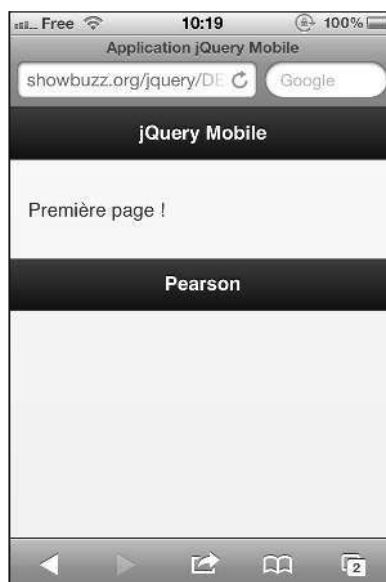 Free 10:19 100%
Application jQuery Mobile
showbuzz.org/jquery/DE Google
jQuery Mobile
Première page !
Pearson
2